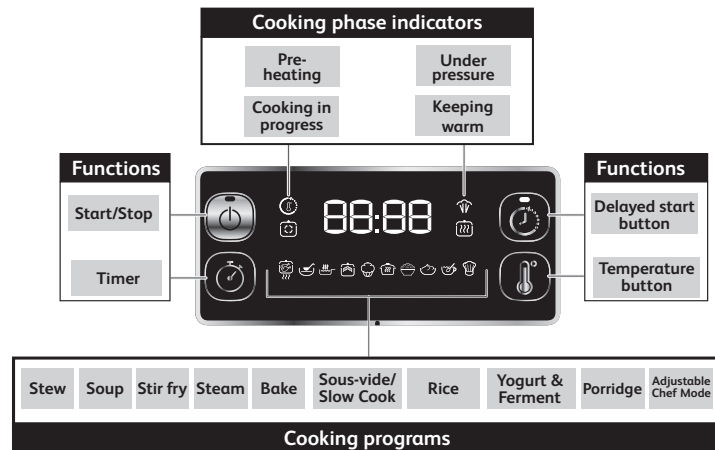 Cooking phase indicators
Pre-
heating
Under
pressure
Cooking in
progress
Keeping
warm
Functions
Start/Stop
Timer
88:88
Functions
Delayed start
button
Temperature
button
Stew
Soup
Stir fry
Steam
Bake
Sous-vide/
Slow Cook
Rice
Yogurt &
Ferment
Porridge
Adjustable
Chef Mode
Cooking programs